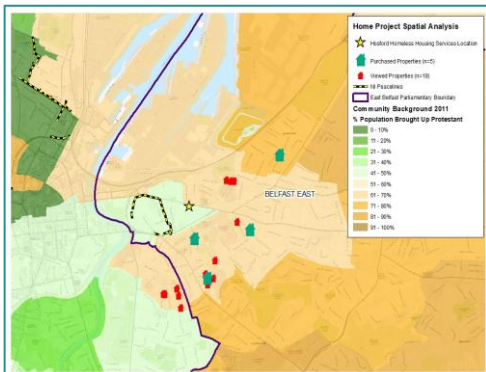 Home Project Spatial Analysis
Hosford Homeless Housing Services Location
Purchased Properties (n=5)
Viewed Properties (n=18)
NI Peacelines
East Belfast Parliamentary Boundary
Community Background 2011
% Population Brought Up Protestant
0 - 10%
11 - 20%
21 - 30%
31 - 40%
41 - 50%
51 - 60%
61 - 70%
71 - 80%
81 - 90%
91 - 100%
BELFAST EAST